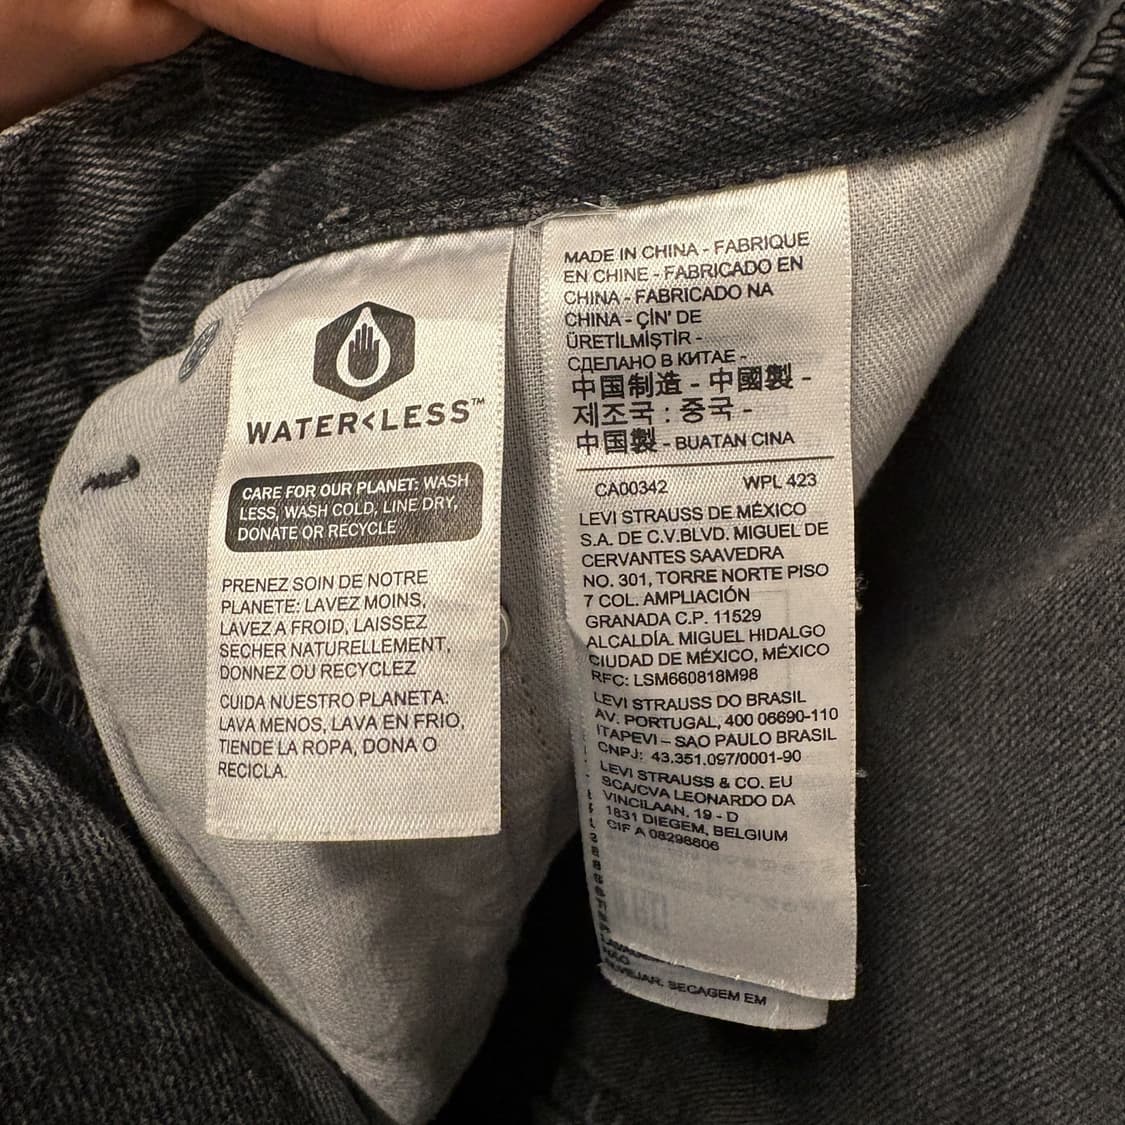 WATER<LESS™
CARE FOR OUR PLANET: WASH
LESS, WASH COLD, LINE DRY,
DONATE OR RECYCLE
PRENEZ SOIN DE NOTRE
PLANETE: LAVEZ MOINS,
LAVEZ A FROID, LAISSEZ
SECHER NATURELLEMENT,
DONNEZ OU RECYCLEZ
CUIDA NUESTRO PLANETA:
LAVA MENOS, LAVA EN FRIO,
TIENDE LA ROPA, DONA O
RECICLA.
MADE IN CHINA - FABRIQUE
EN CHINE - FABRICADO EN
CHINA - FABRICADO NA
CHINA - ÇİN' DE
ÜRETİLMİŞTİR -
СДЕЛАНО В КИТАЕ -
中国制造 - 中國製 -
제조국 : 중국 -
中国製 - BUATAN CINA
CA00342 WPL 423
LEVI STRAUSS DE MÉXICO
S.A. DE C.V.BLVD. MIGUEL DE
CERVANTES SAAVEDRA
NO. 301, TORRE NORTE PISO
7 COL. AMPLIACIÓN
GRANADA C.P. 11529
ALCALDÍA. MIGUEL HIDALGO
CIUDAD DE MÉXICO, MÉXICO
RFC: LSM660818M98
LEVI STRAUSS DO BRASIL
AV. PORTUGAL, 400 06690-110
ITAPEVI – SAO PAULO BRASIL
CNPJ: 43.351.097/0001-90
LEVI STRAUSS & CO. EU
SCA/CVA LEONARDO DA
VINCILAAN, 19 - D
1831 DIEGEM, BELGIUM
CIF A 08298606
SECAGEM EM